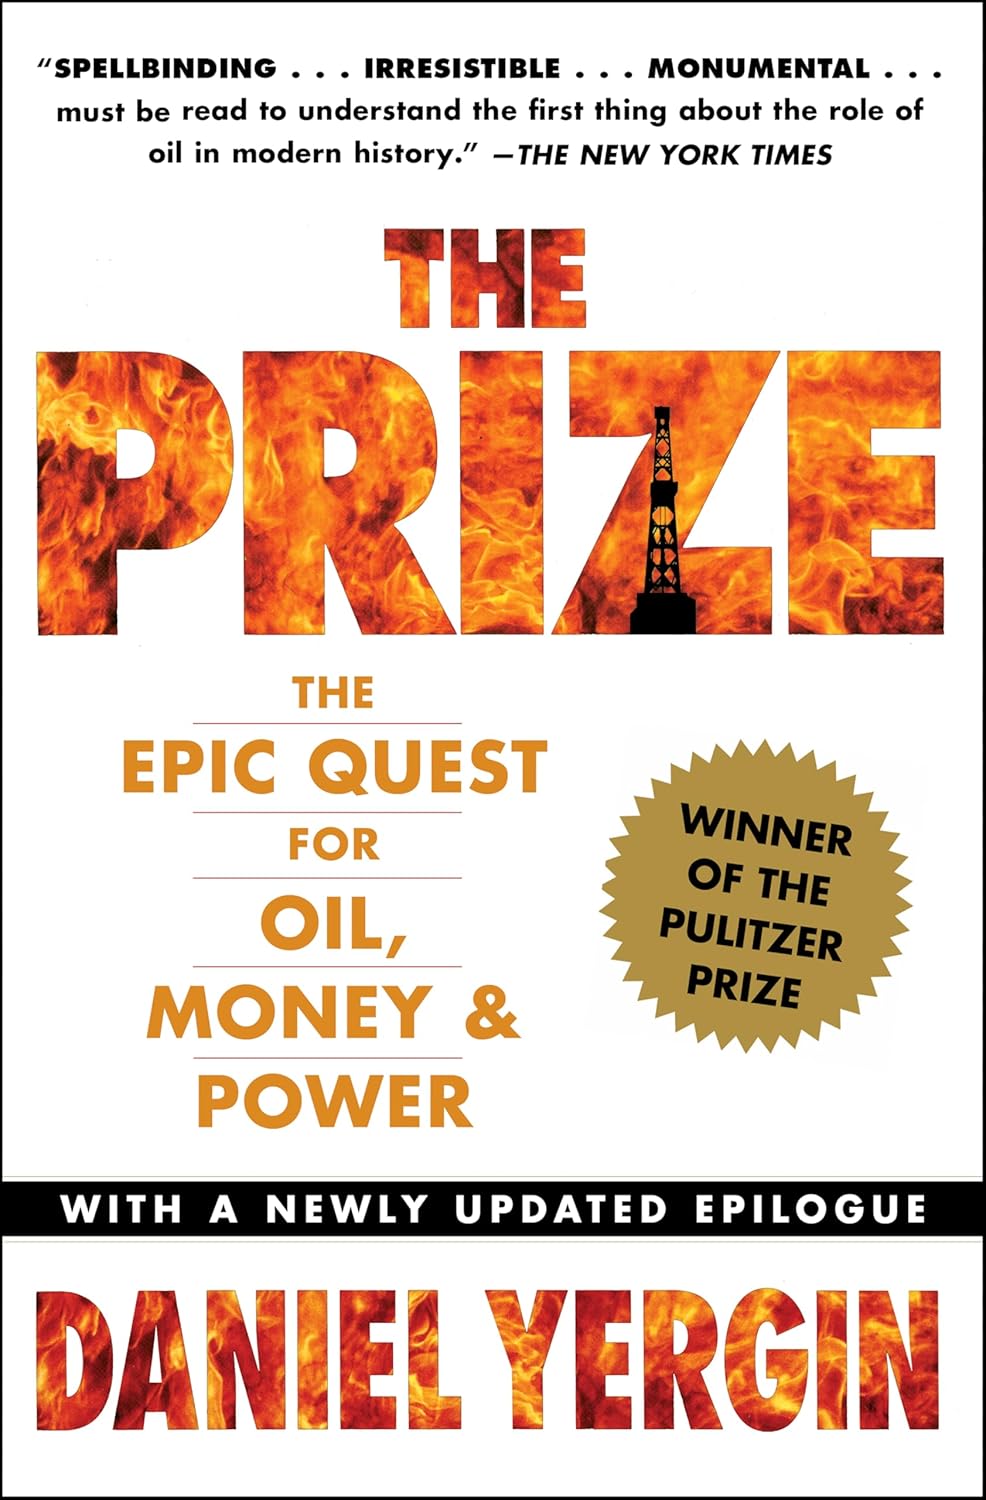 “SPELLBINDING . . . IRRESISTIBLE . . . MONUMENTAL . . .
must be read to understand the first thing about the role of
oil in modern history.” —THE NEW YORK TIMES
THE
PRIZE
THE
EPIC QUEST
FOR
OIL,
MONEY &
POWER
WINNER
OF THE
PULITZER
PRIZE
WITH A NEWLY UPDATED EPILOGUE
DANIEL YERGIN